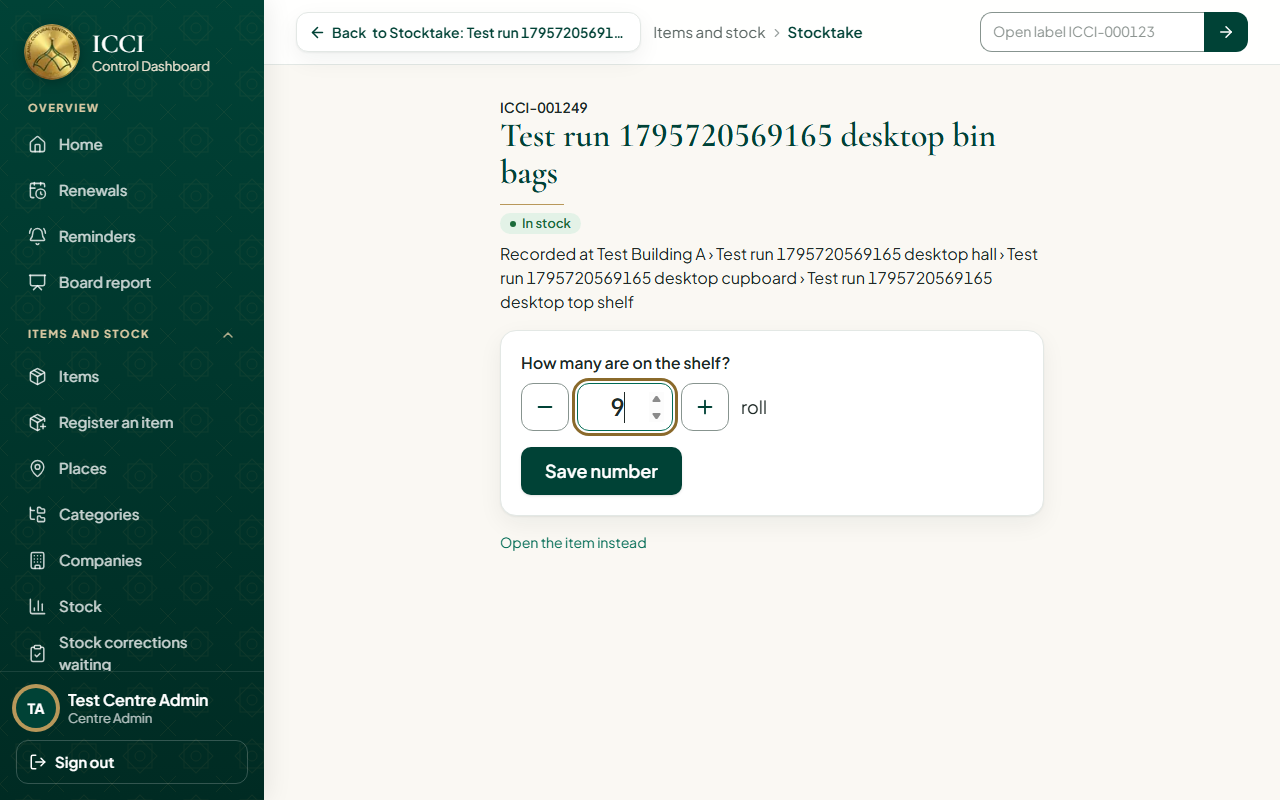 ICCI
Control Dashboard
OVERVIEW
Home
Renewals
Reminders
Board report
ITEMS AND STOCK
Items
Register an item
Places
Categories
Companies
Stock
Stock corrections
waiting
TA
Test Centre Admin
Centre Admin
Sign out
Back to Stocktake: Test run 17957205691…
Items and stock › Stocktake
Open label ICCI-000123
ICCI-001249
Test run 1795720569165 desktop bin
bags
In stock
Recorded at Test Building A › Test run 1795720569165 desktop hall › Test
run 1795720569165 desktop cupboard › Test run 1795720569165
desktop top shelf
How many are on the shelf?
9
roll
Save number
Open the item instead